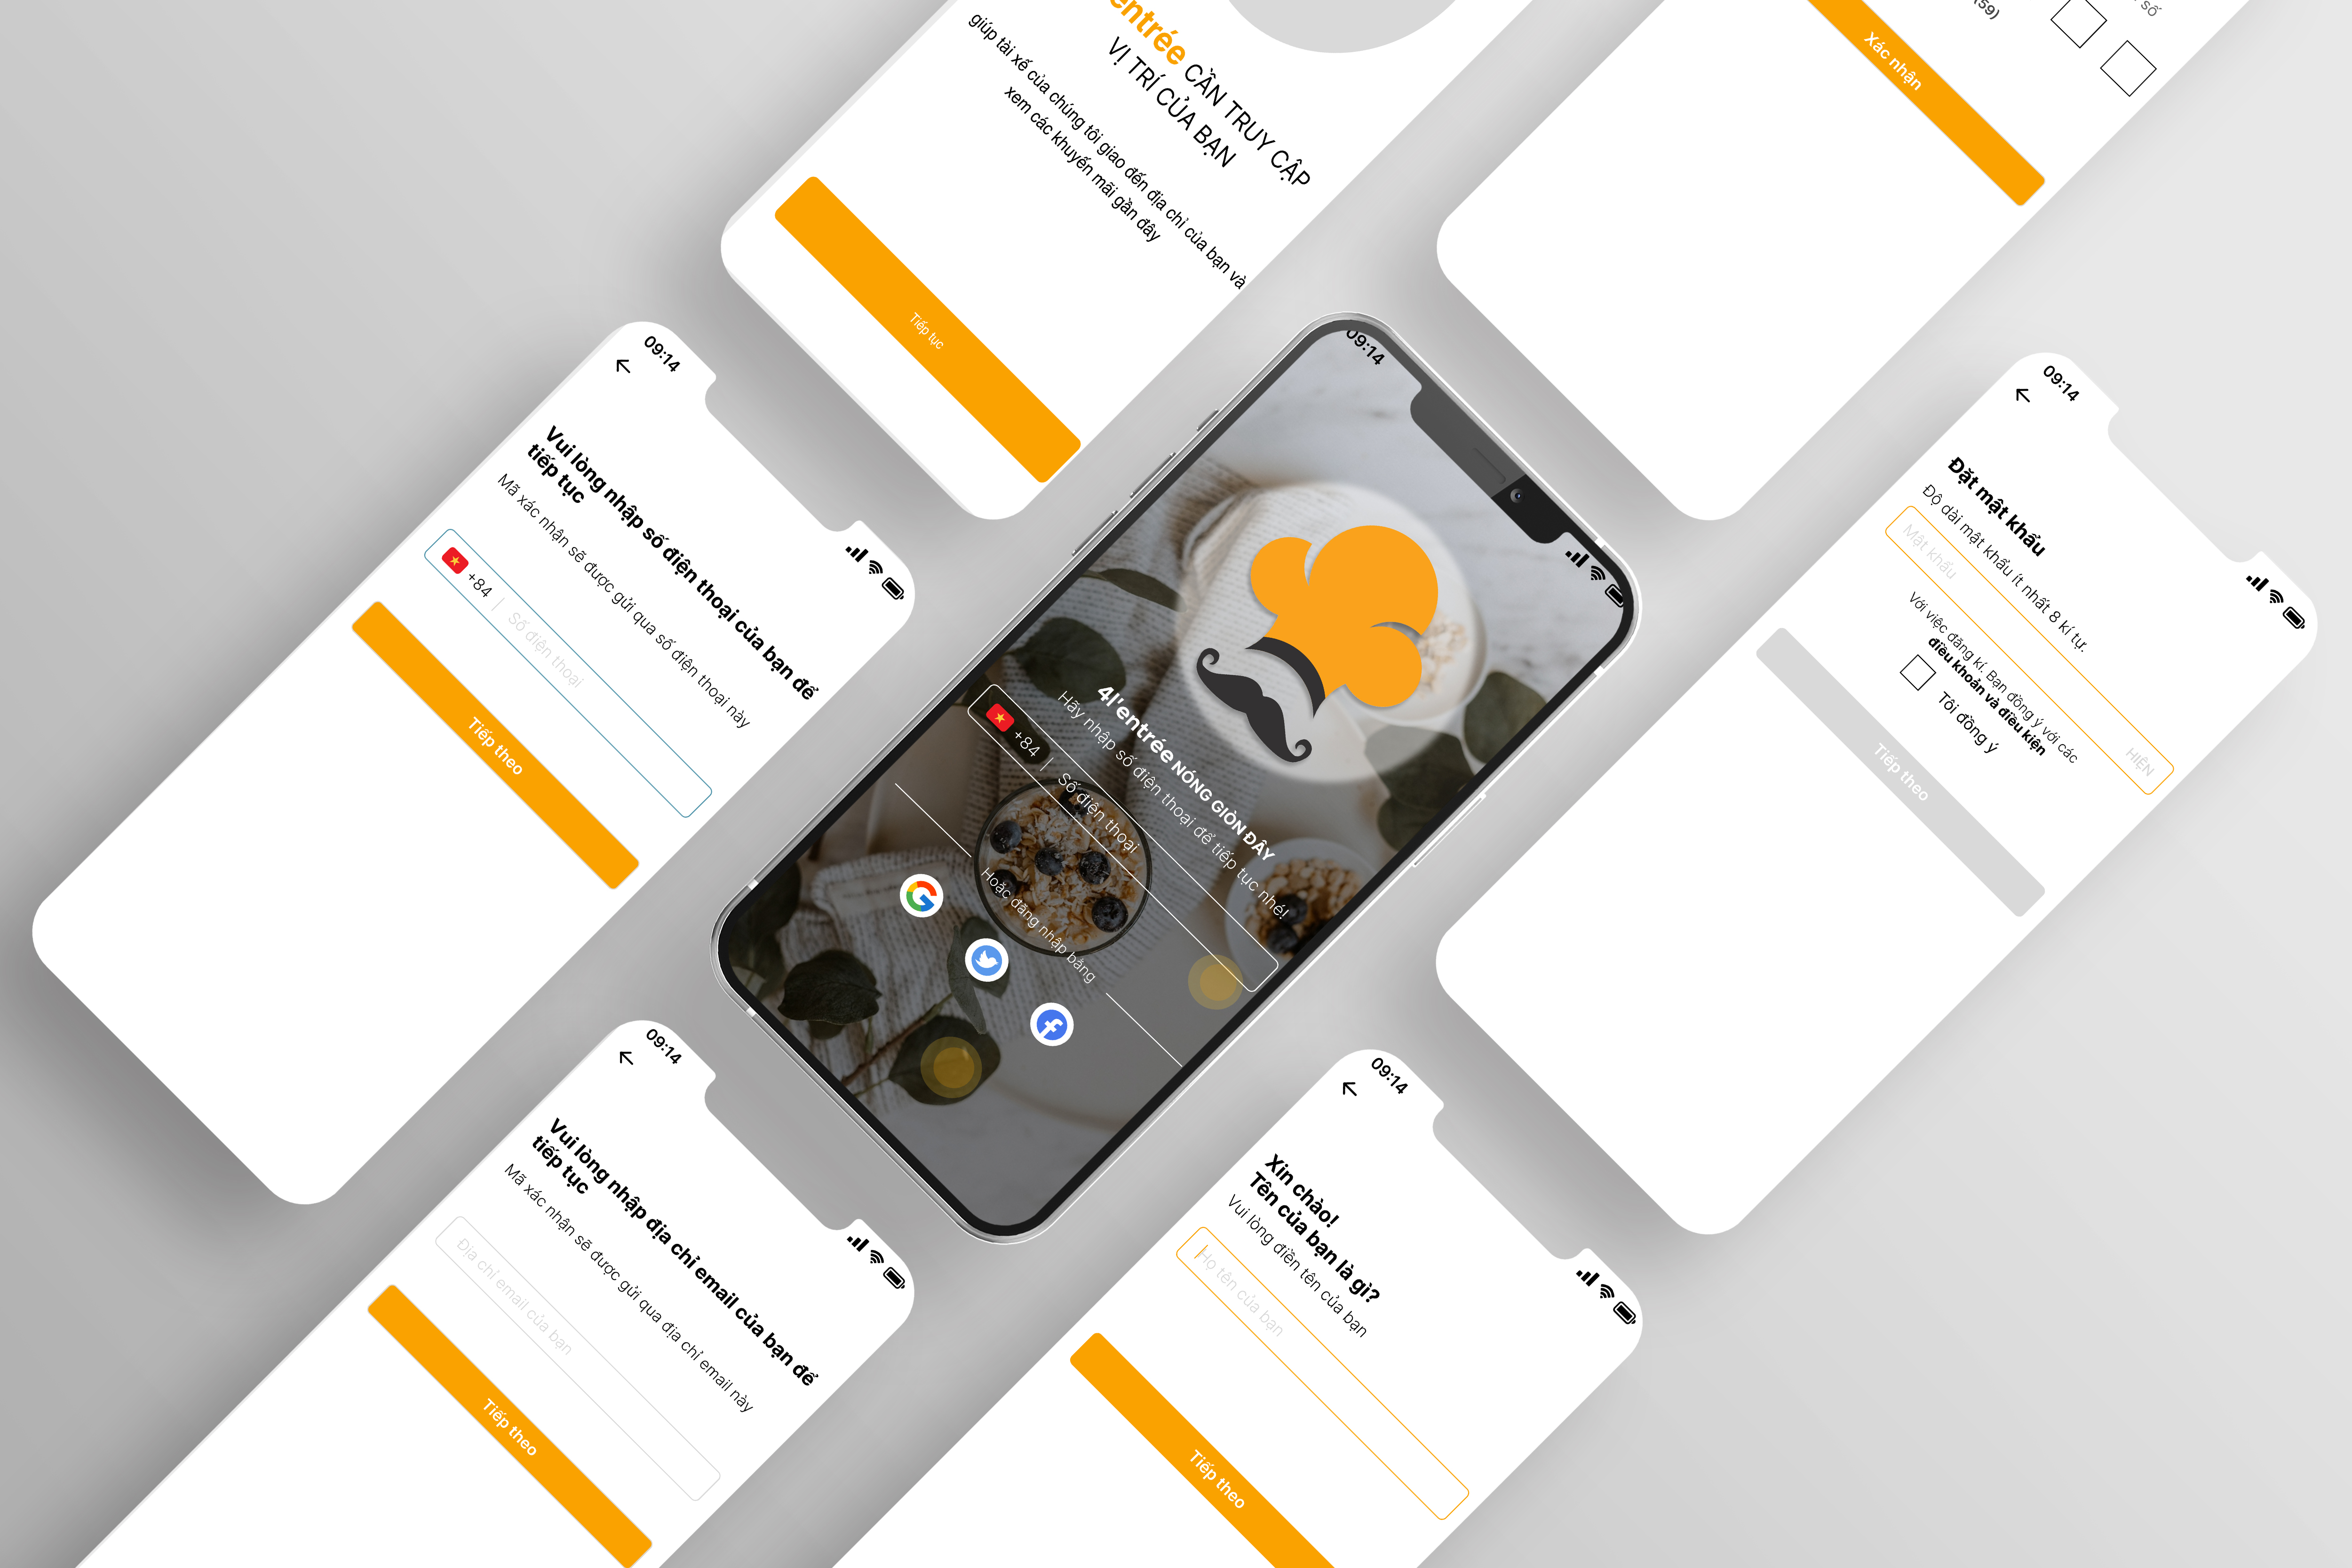 entrée CẦN TRUY CẬP
VỊ TRÍ CỦA BẠN
giúp tài xế của chúng tôi giao đến địa chỉ của bạn và
xem các khuyến mãi gần đây
Tiếp tục
số
(59)
Xác nhận
09:14
Vui lòng nhập số điện thoại của bạn để
tiếp tục
Mã xác nhận sẽ được gửi qua số điện thoại này
+84 | Số điện thoại
Tiếp theo
09:14
4l'entrée NÓNG GIÒN ĐÂY
Hãy nhập số điện thoại để tiếp tục nhé!
+84 | Số điện thoại
Hoặc đăng nhập bằng
09:14
Đặt mật khẩu
Độ dài mật khẩu ít nhất 8 kí tự.
Mật khẩu HIỆN
Với việc đăng kí. Bạn đồng ý với các
điều khoản và điều kiện
Tôi đồng ý
Tiếp theo
09:14
Vui lòng nhập địa chỉ email của bạn để
tiếp tục
Mã xác nhận sẽ được gửi qua địa chỉ email này
Địa chỉ email của bạn
Tiếp theo
09:14
Xin chào!
Tên của bạn là gì?
Vui lòng điền tên của bạn
Họ tên của bạn
Tiếp theo